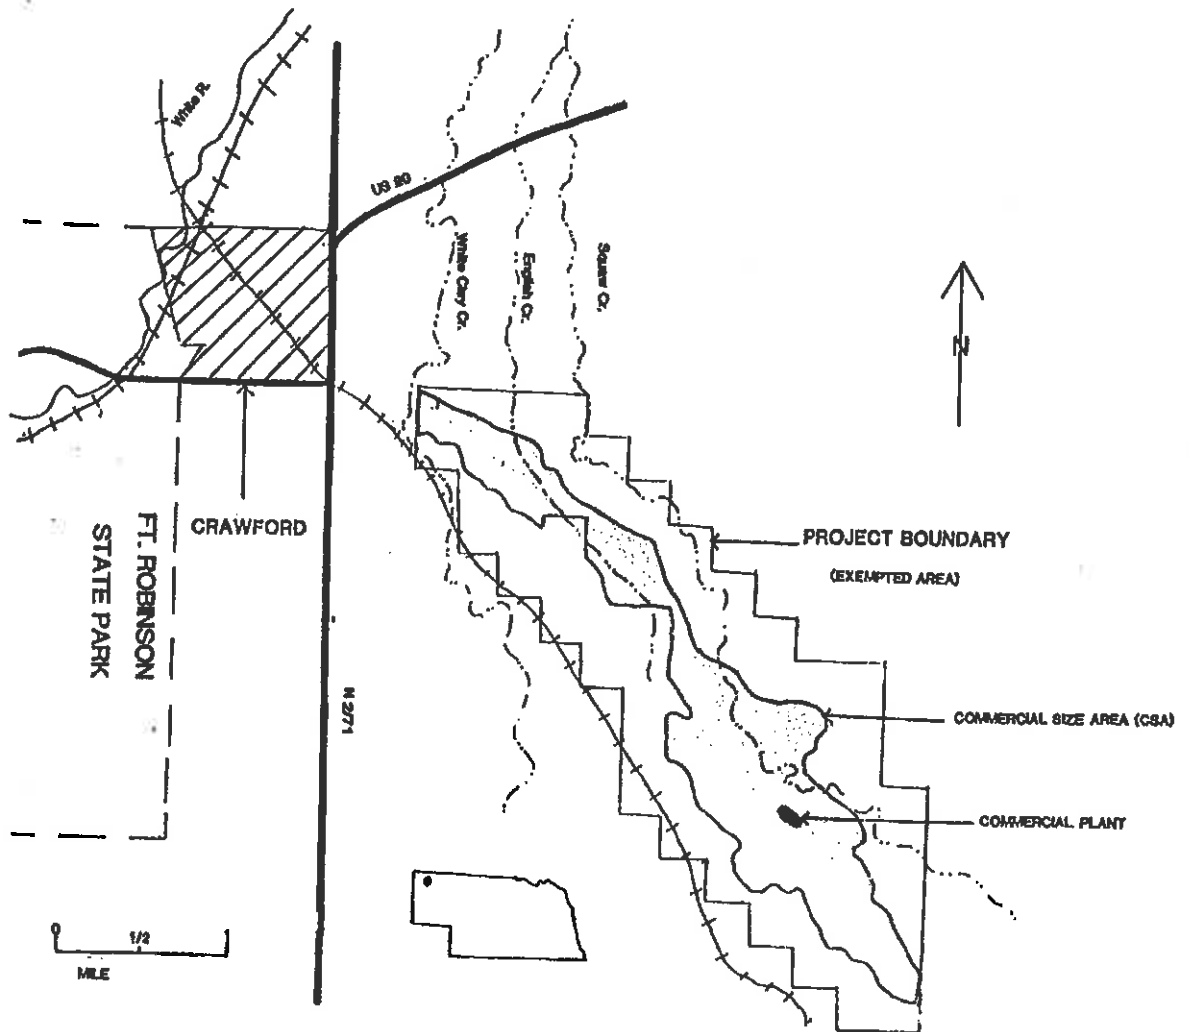 White R.
US 20
White Clay Cr.
English Cr.
Squaw Cr.
N
CRAWFORD
FT. ROBINSON
STATE PARK
PROJECT BOUNDARY
(EXEMPTED AREA)
N 2/71
COMMERCIAL SIZE AREA (CSA)
COMMERCIAL PLANT
0
1/2
MILE